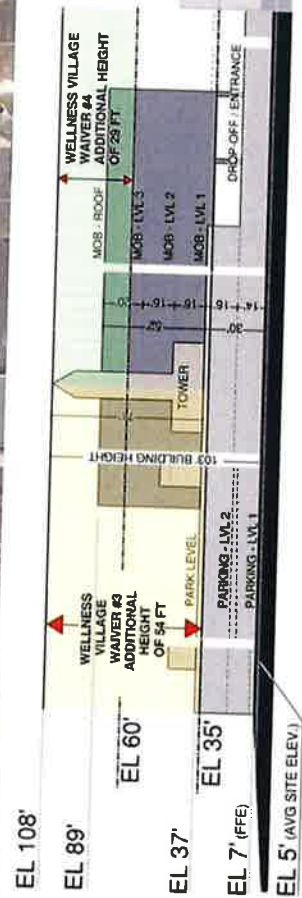 EL 108'
EL 89'
EL 60'
EL 37'
EL 35'
EL 7' (FFE)
EL 5' (AVG SITE ELEV.)
WELLNESS
VILLAGE
WAIVER #3
ADDITIONAL
HEIGHT
OF 54 FT
PARK LEVEL
PARKING - LVL 2
PARKING - LVL 1
103' BUILDING HEIGHT
TOWER
WELLNESS VILLAGE
WAIVER #4
ADDITIONAL HEIGHT
OF 29 FT
MOB - ROOF
MOB - LVL 3
MOB - LVL 2
MOB - LVL 1
16'
16'
16'
14'
30'
DROP-OFF / ENTRANCE